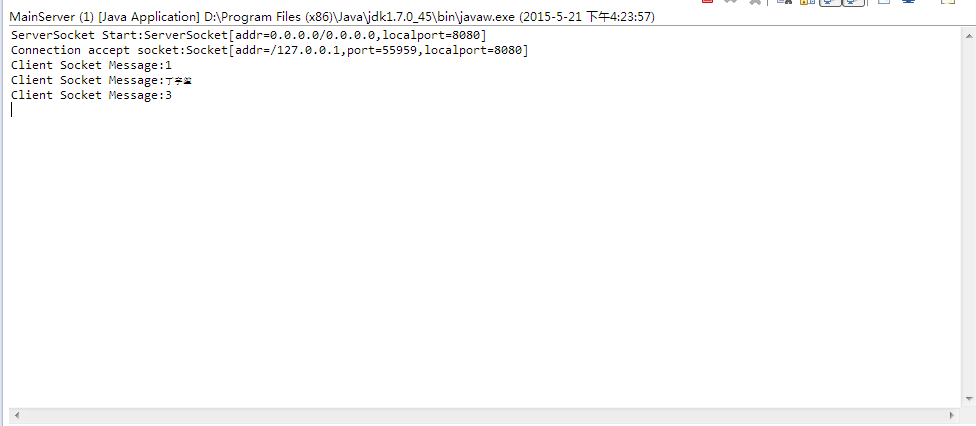 MainServer (1) [Java Application] D:\Program Files (x86)\Java\jdk1.7.0_45\bin\javaw.exe (2015-5-21 下午4:23:57)
ServerSocket Start:ServerSocket[addr=0.0.0.0/0.0.0.0,localport=8080]
Connection accept socket:Socket[addr=/127.0.0.1,port=55959,localport=8080]
Client Socket Message:1
Client Socket Message:
Client Socket Message:3